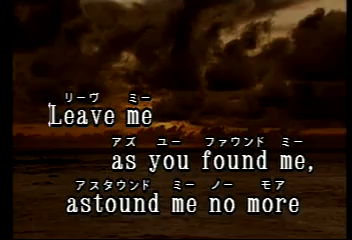 リーヴ ミー
Leave me
アズ ユー ファウンド ミー
as you found me,
アスタウンド ミー ノー モア
astound me no more